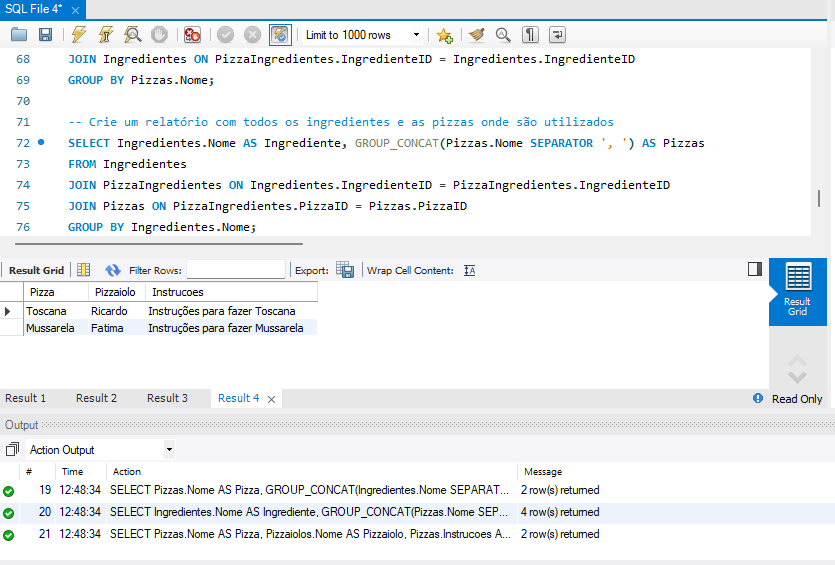 SQL File 4*
Limit to 1000 rows
68 JOIN Ingredientes ON PizzaIngredientes.IngredienteID = Ingredientes.IngredienteID
69 GROUP BY Pizzas.Nome;
70
71 -- Crie um relatório com todos os ingredientes e as pizzas onde são utilizados
72 SELECT Ingredientes.Nome AS Ingrediente, GROUP_CONCAT(Pizzas.Nome SEPARATOR ', ') AS Pizzas
73 FROM Ingredientes
74 JOIN PizzaIngredientes ON Ingredientes.IngredienteID = PizzaIngredientes.IngredienteID
75 JOIN Pizzas ON PizzaIngredientes.PizzaID = Pizzas.PizzaID
76 GROUP BY Ingredientes.Nome;
Result Grid Filter Rows: Export: Wrap Cell Content: IA
Pizza Pizzaiolo Instrucoes
Toscana Ricardo Instruções para fazer Toscana
Mussarela Fatima Instruções para fazer Mussarela
Result
Grid
Result 1 Result 2 Result 3 Result 4 Read Only
Output
Action Output
# Time Action Message
19 12:48:34 SELECT Pizzas.Nome AS Pizza, GROUP_CONCAT(Ingredientes.Nome SEPARAT... 2 row(s) returned
20 12:48:34 SELECT Ingredientes.Nome AS Ingrediente, GROUP_CONCAT(Pizzas.Nome SEP... 4 row(s) returned
21 12:48:34 SELECT Pizzas.Nome AS Pizza, Pizzaiolos.Nome AS Pizzaiolo, Pizzas.Instrucoes A... 2 row(s) returned